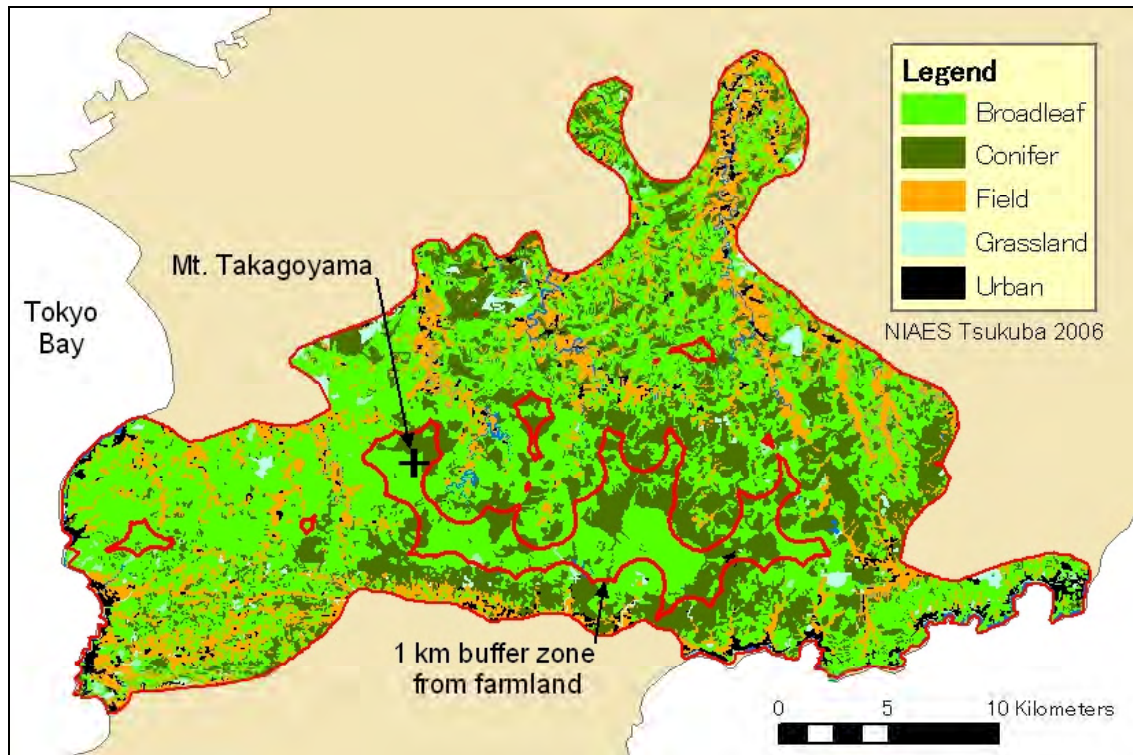 Legend
Broadleaf
Conifer
Field
Grassland
Urban
NIAES Tsukuba 2006
Mt. Takagoyama
Tokyo
Bay
1 km buffer zone
from farmland
0 5 10 Kilometers